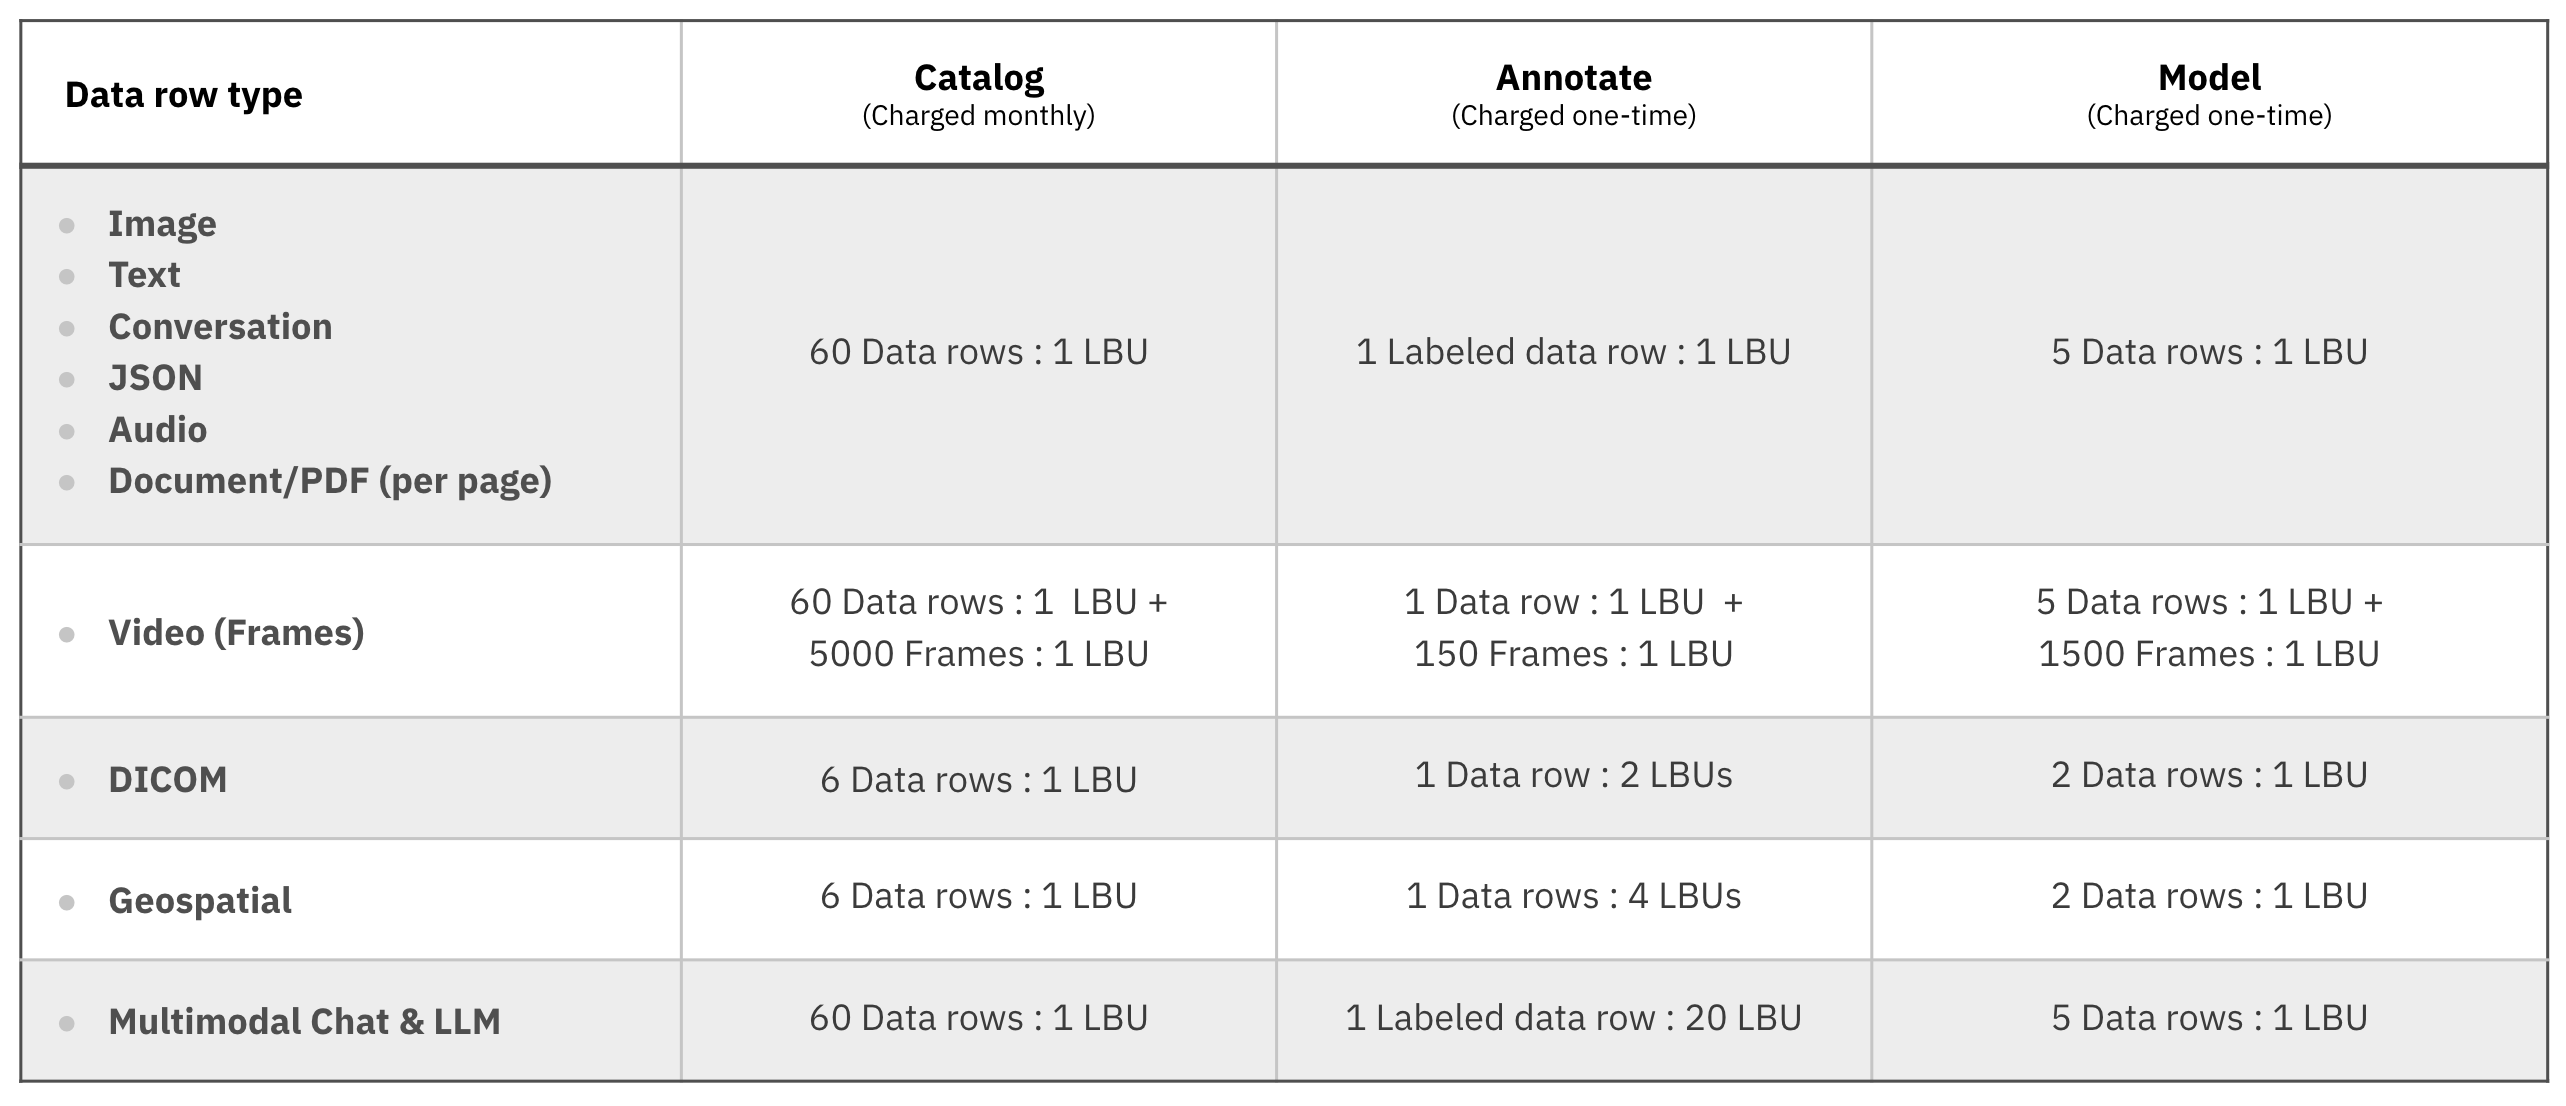 Data row type
Catalog
(Charged monthly)
Annotate
(Charged one-time)
Model
(Charged one-time)
Image
Text
Conversation
JSON
Audio
Document/PDF (per page)
60 Data rows : 1 LBU
1 Labeled data row : 1 LBU
5 Data rows : 1 LBU
Video (Frames)
60 Data rows : 1 LBU +
5000 Frames : 1 LBU
1 Data row : 1 LBU +
150 Frames : 1 LBU
5 Data rows : 1 LBU +
1500 Frames : 1 LBU
DICOM
6 Data rows : 1 LBU
1 Data row : 2 LBUs
2 Data rows : 1 LBU
Geospatial
6 Data rows : 1 LBU
1 Data rows : 4 LBUs
2 Data rows : 1 LBU
Multimodal Chat & LLM
60 Data rows : 1 LBU
1 Labeled data row : 20 LBU
5 Data rows : 1 LBU